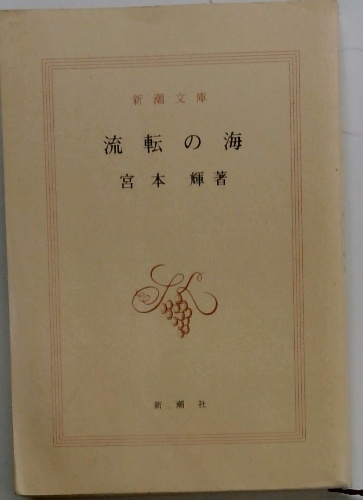 新潮文庫
流転の海
宮本 輝著
新潮社